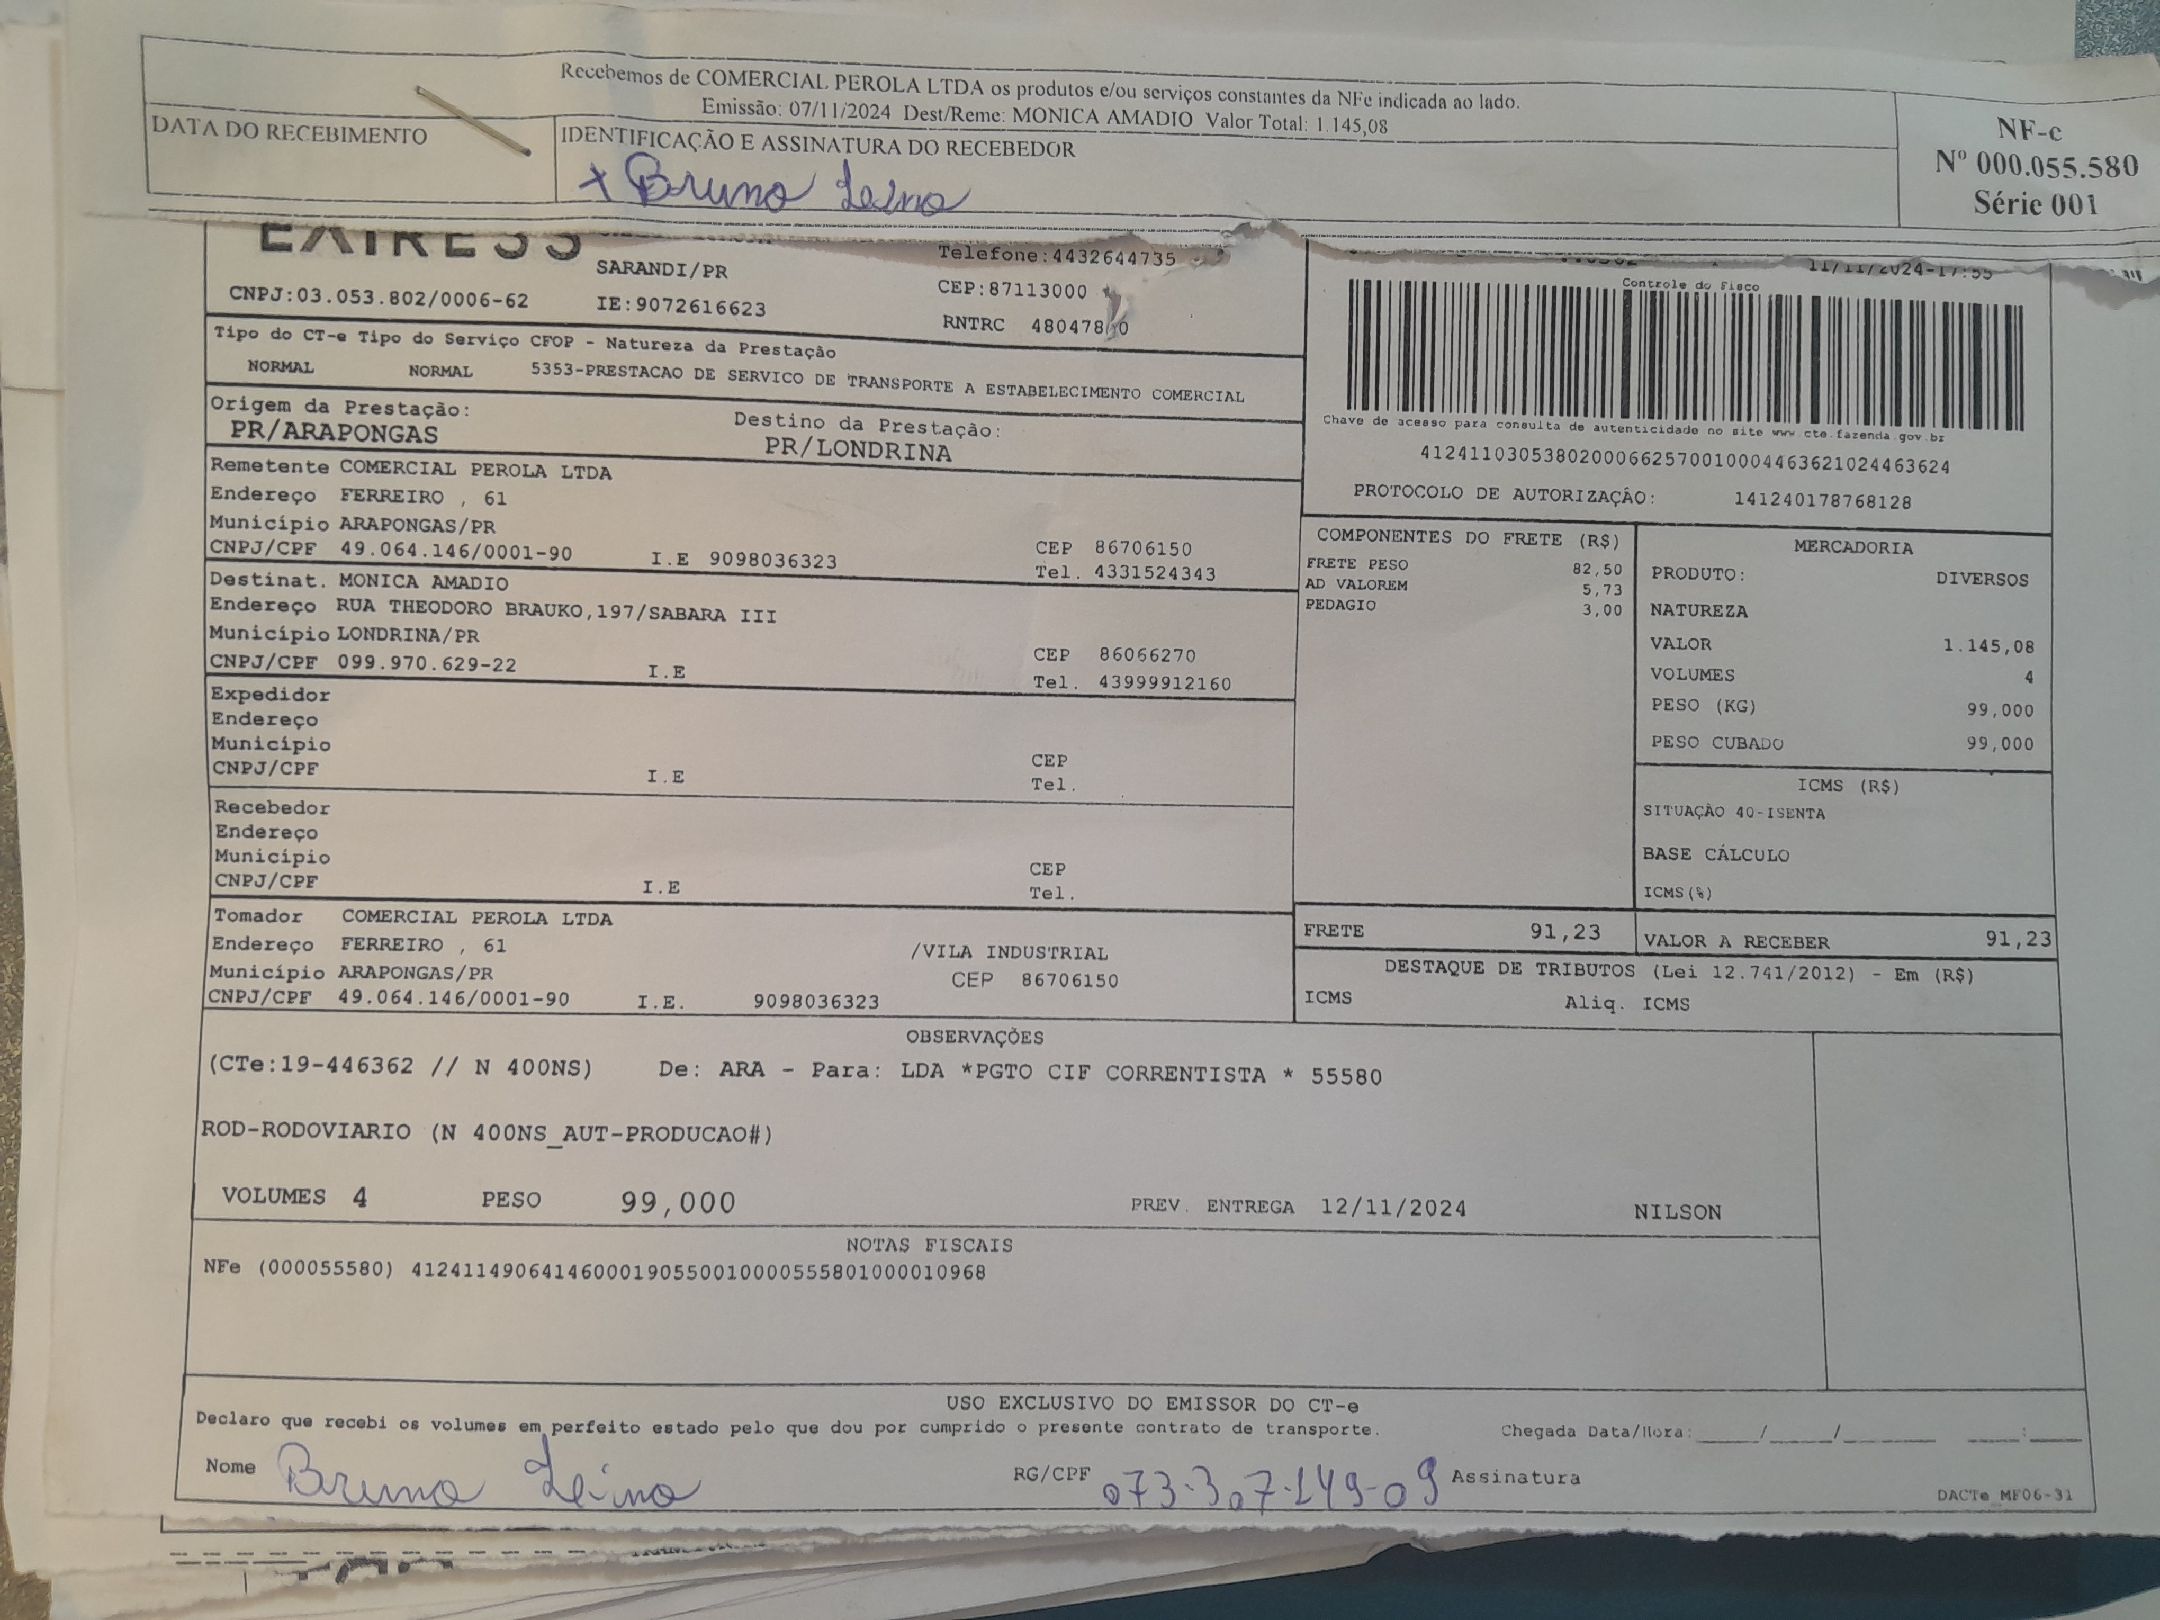 Recebemos de COMERCIAL PEROLA LTDA os produtos e/ou serviços constantes da NFe indicada ao lado.
Emissão: 07/11/2024 Dest/Reme: MONICA AMADIO Valor Total: 1.145,08
DATA DO RECEBIMENTO
IDENTIFICAÇÃO E ASSINATURA DO RECEBEDOR
+ Bruno
NF-e
Nº 000.055.580
Série 001
SARANDI/PR
Telefone:4432644735
CNPJ:03.053.802/0006-62
IE:9072616623
CEP:87113000
RNTRC
11/11/2024-17:55
Controle do Fisco
Chave de acesso para consulta de autenticidade no site www.cte.fazenda.gov.br
41241103053802000662570010004463621024463624
PROTOCOLO DE AUTORIZAÇÃO: 141240178768128
Tipo do CT-e Tipo do Serviço CFOP - Natureza da Prestação
NORMAL NORMAL 5353-PRESTACAO DE SERVICO DE TRANSPORTE A ESTABELECIMENTO COMERCIAL
Origem da Prestação: Destino da Prestação:
PR/ARAPONGAS PR/LONDRINA
Remetente COMERCIAL PEROLA LTDA
Endereço FERREIRO , 61
Município ARAPONGAS/PR
CNPJ/CPF 49.064.146/0001-90 I.E 9098036323
CEP 86706150
Tel. 4331524343
Destinat. MONICA AMADIO
Endereço RUA THEODORO BRAUKO,197/SABARA III
Município LONDRINA/PR
CNPJ/CPF 099.970.629-22 I.E
CEP 86066270
Tel. 43999912160
Expedidor
Endereço
Município
CNPJ/CPF I.E
CEP
Tel.
Recebedor
Endereço
Município
CNPJ/CPF I.E
CEP
Tel.
Tomador COMERCIAL PEROLA LTDA
Endereço FERREIRO , 61 /VILA INDUSTRIAL
Município ARAPONGAS/PR CEP 86706150
CNPJ/CPF 49.064.146/0001-90 I.E. 9098036323
COMPONENTES DO FRETE (R$)
FRETE PESO 82,50
AD VALOREM 5,73
PEDAGIO 3,00
MERCADORIA
PRODUTO: DIVERSOS
NATUREZA
VALOR 1.145,08
VOLUMES 4
PESO (KG) 99,000
PESO CUBADO 99,000
ICMS (R$)
SITUAÇÃO 40-ISENTA
BASE CÁLCULO
ICMS(%)
FRETE 91,23
VALOR A RECEBER 91,23
DESTAQUE DE TRIBUTOS (Lei 12.741/2012) - Em (R$)
ICMS Aliq. ICMS
OBSERVAÇÕES
(CTe:19-446362 // N 400NS) De: ARA - Para: LDA *PGTO CIF CORRENTISTA * 55580
ROD-RODOVIARIO (N 400NS_AUT-PRODUCAO#)
VOLUMES 4 PESO 99,000 PREV. ENTREGA 12/11/2024 NILSON
NOTAS FISCAIS
NFe (000055580) 41241149064146000190550010000555801000010968
USO EXCLUSIVO DO EMISSOR DO CT-e
Declaro que recebi os volumes em perfeito estado pelo que dou por cumprido o presente contrato de transporte.
Chegada Data/Hora:____/____/______ ____:____
Nome Bruno
RG/CPF 073.307.149-09 Assinatura
DACTe MF06-31